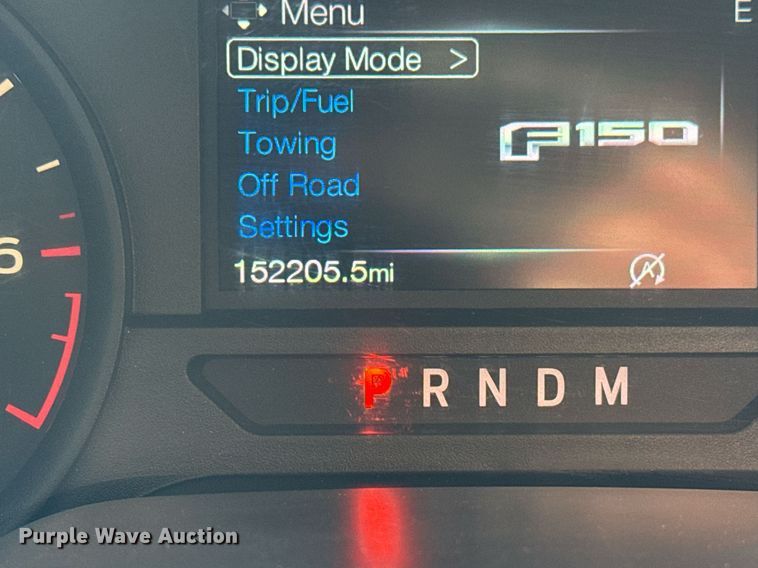 Menu
E
Display Mode >
Trip/Fuel
Towing
F150
Off Road
Settings
6
152205.5mi
A
P R N D M
Purple Wave Auction